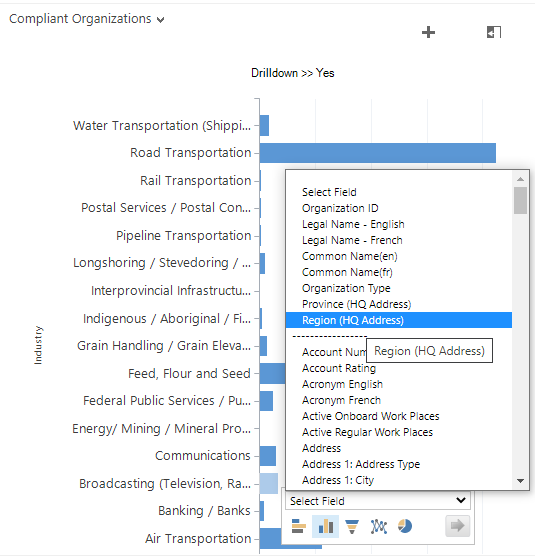 Compliant Organizations
Drilldown >> Yes
Industry
Water Transportation (Shippi...
Road Transportation
Rail Transportation
Postal Services / Postal Con...
Pipeline Transportation
Longshoring / Stevedoring / ...
Interprovincial Infrastructu...
Indigenous / Aboriginal / Fi...
Grain Handling / Grain Eleva...
Feed, Flour and Seed
Federal Public Services / Pu...
Energy/ Mining / Mineral Pro...
Communications
Broadcasting (Television, Ra...
Banking / Banks
Air Transportation
Select Field
Organization ID
Legal Name - English
Legal Name - French
Common Name(en)
Common Name(fr)
Organization Type
Province (HQ Address)
Region (HQ Address)
-----------------
Account Num
Region (HQ Address)
Account Rating
Acronym English
Acronym French
Active Onboard Work Places
Active Regular Work Places
Address
Address 1: Address Type
Address 1: City
Select Field